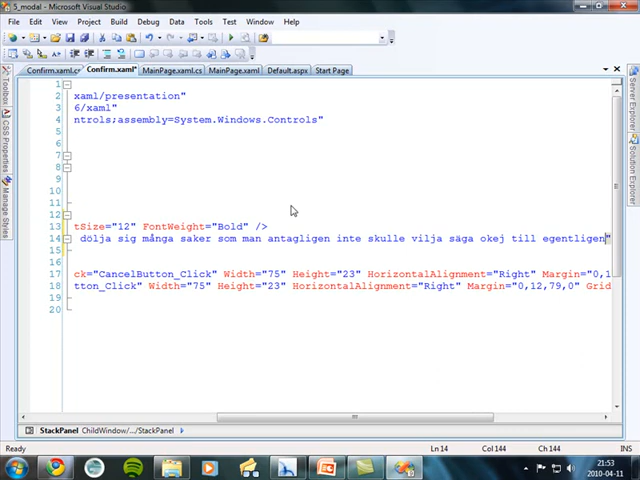 5_modal - Microsoft Visual Studio
File Edit View Project Build Debug Data Tools Test Window Help
Confirm.xaml.cs Confirm.xaml* MainPage.xaml.cs MainPage.xaml Default.aspx Start Page
Toolbox
CSS Properties
Manage Styles
Server Explorer
Solution Explorer
1
2 xaml/presentation"
3 6/xaml"
4 ntrols;assembly=System.Windows.Controls"
5
6
7
8
9
10
11
12
13 tSize="12" FontWeight="Bold" />
14 dölja sig många saker som man antagligen inte skulle vilja säga okej till egentligen"
15
16
17 ck="CancelButton_Click" Width="75" Height="23" HorizontalAlignment="Right" Margin="0,1
18 tton_Click" Width="75" Height="23" HorizontalAlignment="Right" Margin="0,12,79,0" Grid
19
20
StackPanel ChildWindow/.../StackPanel
Ready Ln 14 Col 144 Ch 144 INS
21:53
2010-04-11